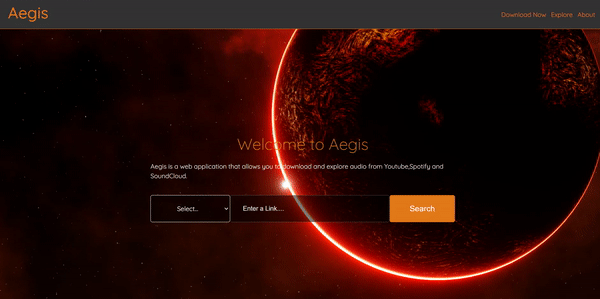 Aegis
Download Now Explore About
Welcome to Aegis
Aegis is a web application that allows you to download and explore audio from Youtube,Spotify and
SoundCloud.
Select.. Enter a Link.... Search